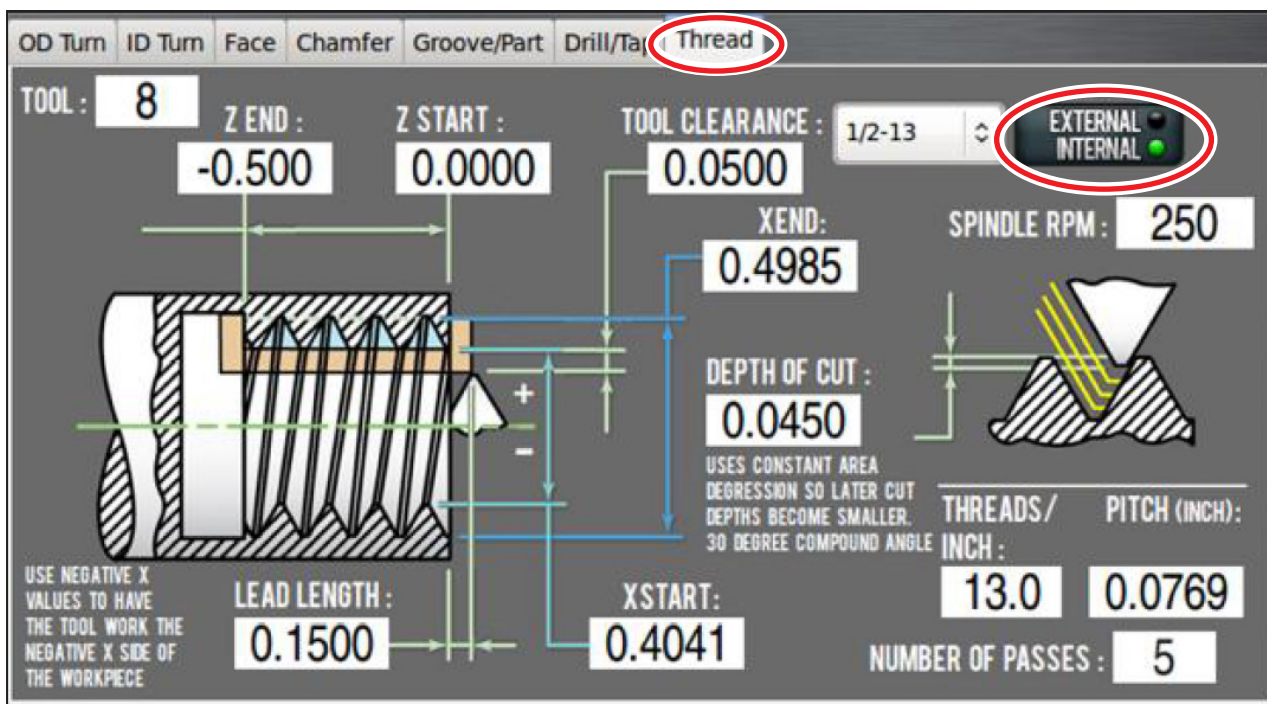 OD Turn ID Turn Face Chamfer Groove/Part Drill/Tap Thread
TOOL : 8
Z END :
-0.500
Z START :
0.0000
TOOL CLEARANCE :
0.0500
1/2-13
EXTERNAL
INTERNAL
XEND:
0.4985
SPINDLE RPM : 250
+
-
DEPTH OF CUT :
0.0450
USES CONSTANT AREA
DEGRESSION SO LATER CUT
DEPTHS BECOME SMALLER.
30 DEGREE COMPOUND ANGLE
THREADS/
INCH :
13.0
PITCH (INCH):
0.0769
USE NEGATIVE X
VALUES TO HAVE
THE TOOL WORK THE
NEGATIVE X SIDE OF
THE WORKPIECE
LEAD LENGTH :
0.1500
XSTART:
0.4041
NUMBER OF PASSES : 5